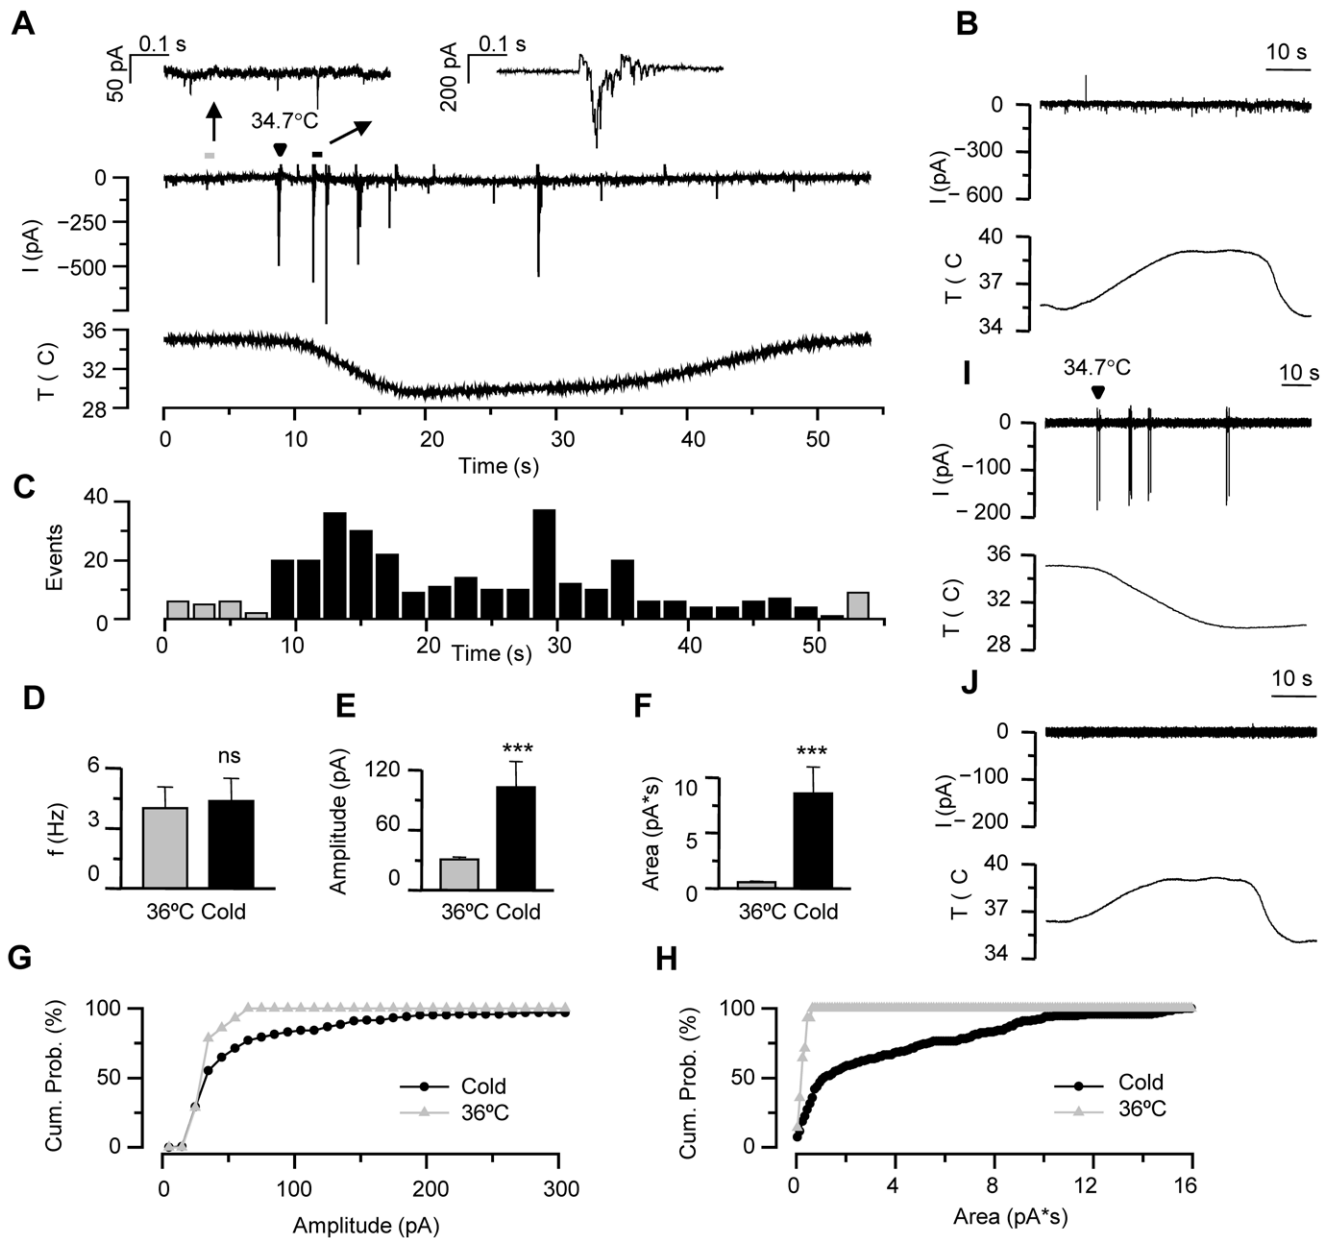 A
B
0.1 s
50 pA
0.1 s
200 pA
10 s
34.7°C
0
−250
−500
I (pA)
36
32
28
T ( C)
0 10 20 30 40 50
Time (s)
0
−300
−600
I (pA)
40
37
34
T ( C
C
40
20
0
Events
0 10 20 30 40 50
Time (s)
I
34.7°C
10 s
0
−100
−200
I (pA)
36
32
28
T ( C)
D
6
3
0
f (Hz)
ns
36ºC Cold
E
120
60
0
Amplitude (pA)
***
36ºC Cold
F
10
5
0
Area (pA*s)
***
36ºC Cold
J
10 s
0
−100
−200
I (pA)
40
37
34
T ( C
G
100
50
0
Cum. Prob. (%)
Cold
36ºC
0 100 200 300
Amplitude (pA)
H
100
50
0
Cum. Prob. (%)
Cold
36ºC
0 4 8 12 16
Area (pA*s)